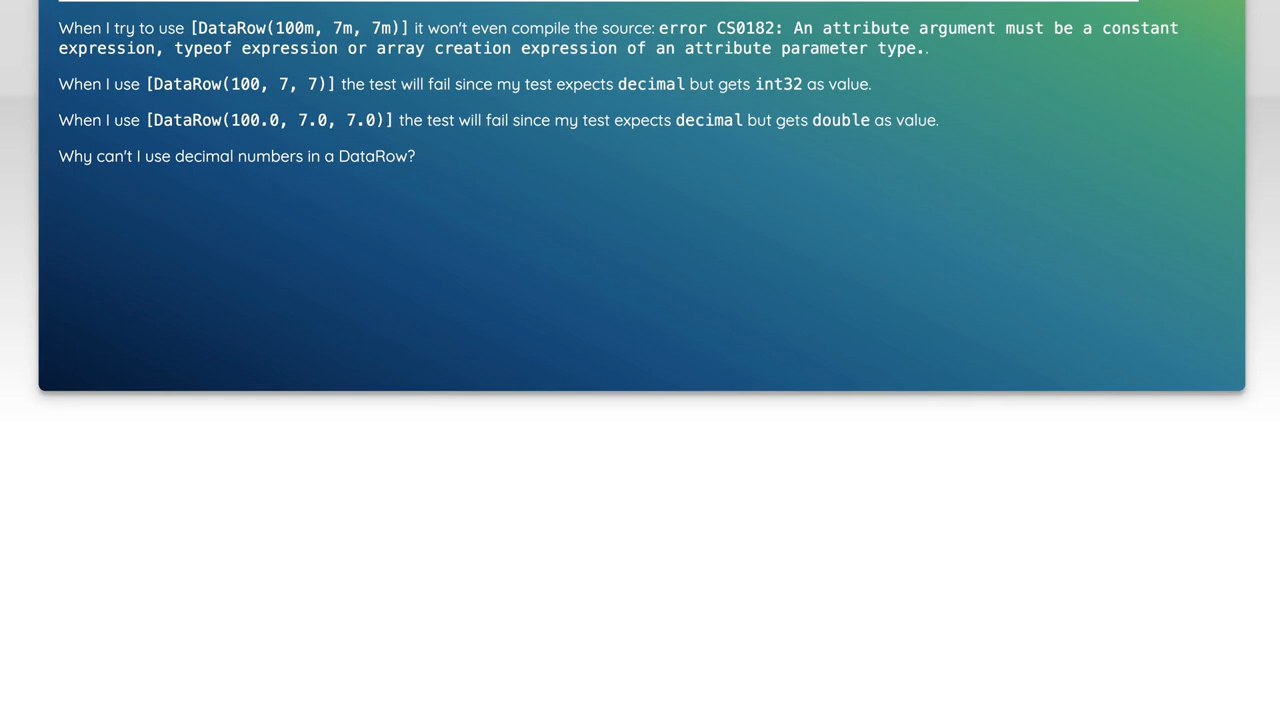 When I try to use [DataRow(100m, 7m, 7m)] it won't even compile the source: error CS0182: An attribute argument must be a constant
expression, typeof expression or array creation expression of an attribute parameter type..
When I use [DataRow(100, 7, 7)] the test will fail since my test expects decimal but gets int32 as value.
When I use [DataRow(100.0, 7.0, 7.0)] the test will fail since my test expects decimal but gets double as value.
Why can't I use decimal numbers in a DataRow?